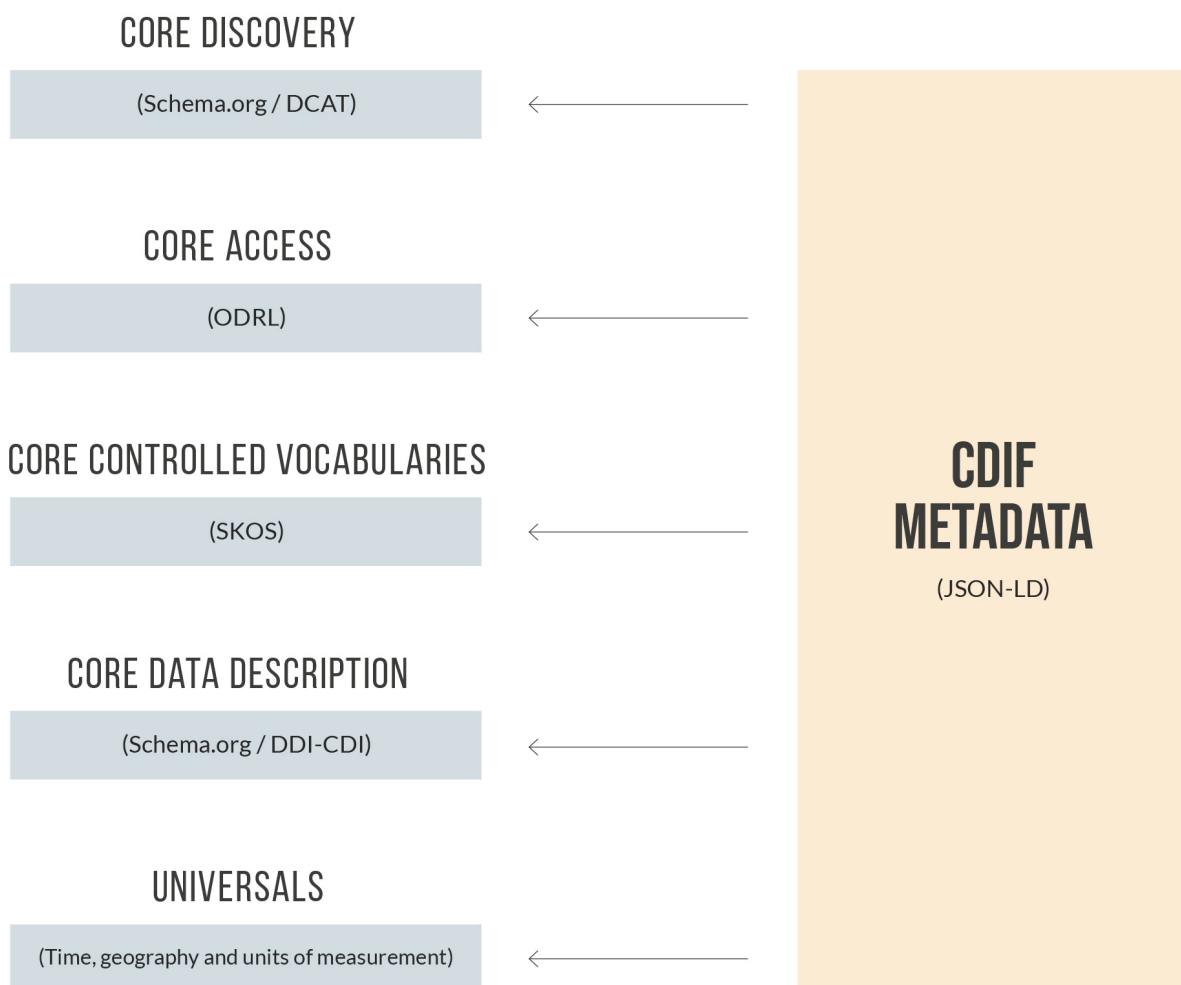 CORE DISCOVERY
(Schema.org / DCAT)
CORE ACCESS
(ODRL)
CORE CONTROLLED VOCABULARIES
(SKOS)
CORE DATA DESCRIPTION
(Schema.org / DDI-CDI)
UNIVERSALS
(Time, geography and units of measurement)
CDIF
METADATA
(JSON-LD)